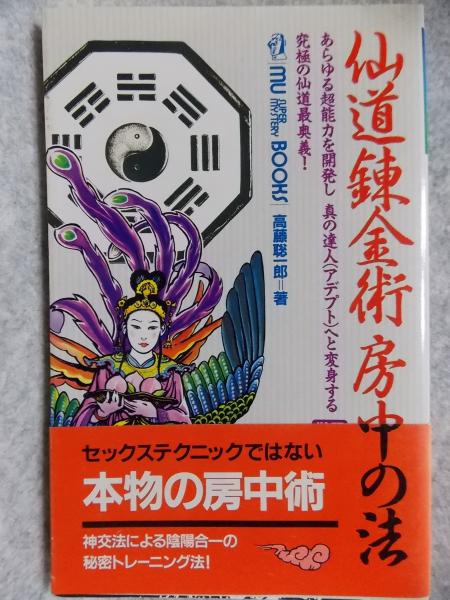 仙道錬金術房中の法
あらゆる超能力を開発し 真の達人〈アデプト〉へと変身する
究極の仙道最奥義!
MU SUPER MYSTERY BOOKS
高藤聡一郎=著
セックステクニックではない
本物の房中術
神交法による陰陽合一の
秘密トレーニング法!